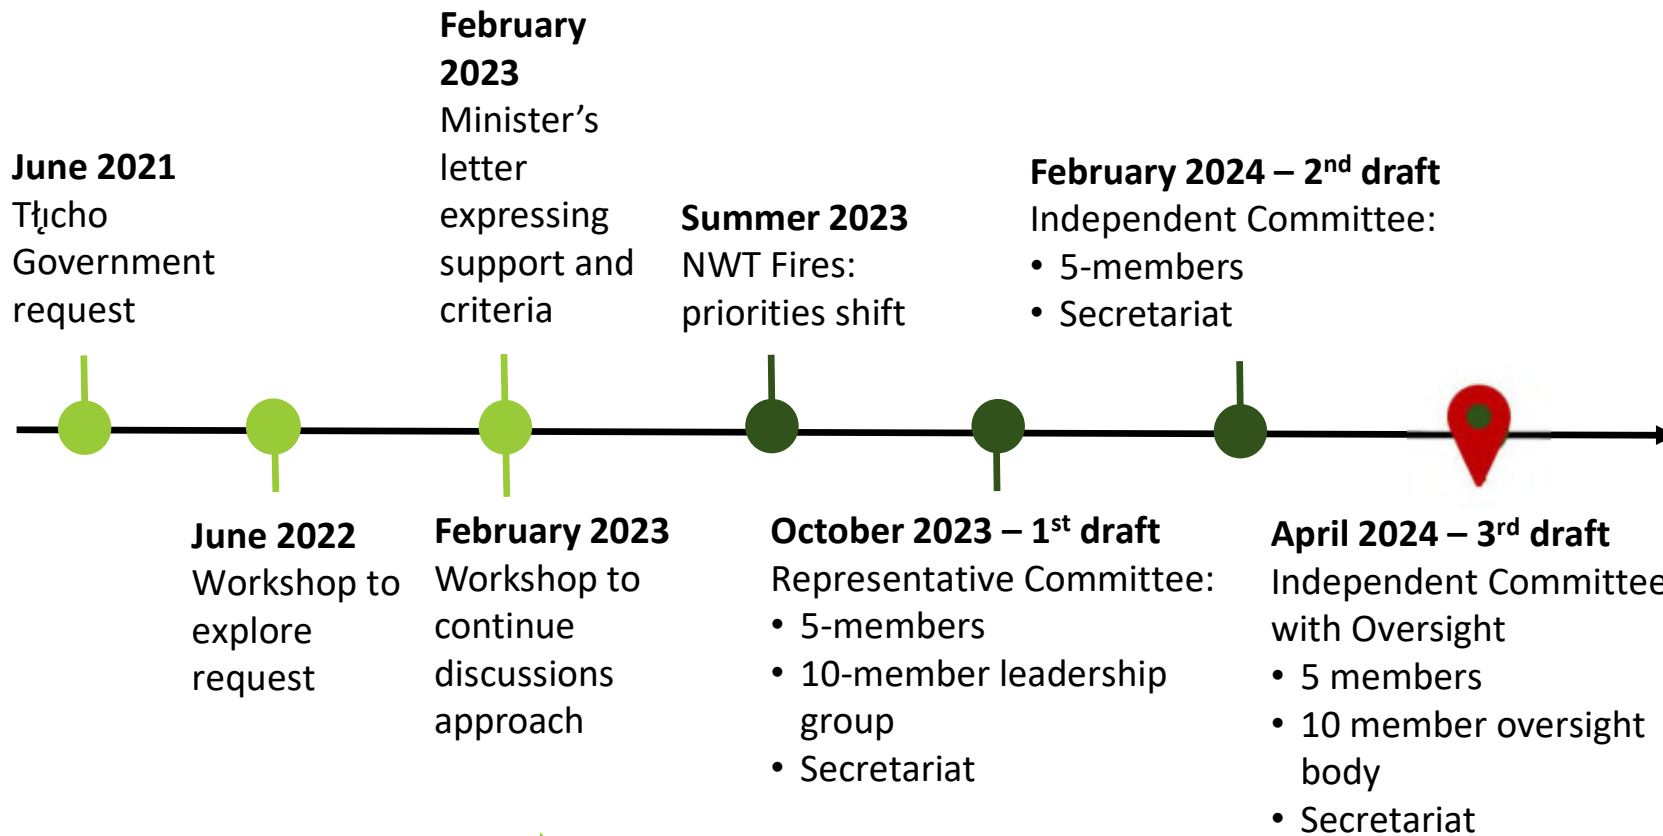 June 2021
Tłı̨cho
Government
request
June 2022
Workshop to
explore
request
February
2023
Minister’s
letter
expressing
support and
criteria
February 2023
Workshop to
continue
discussions
approach
Summer 2023
NWT Fires:
priorities shift
October 2023 – 1st draft
Representative Committee:
• 5-members
• 10-member leadership
group
• Secretariat
February 2024 – 2nd draft
Independent Committee:
• 5-members
• Secretariat
April 2024 – 3rd draft
Independent Committee
with Oversight
• 5 members
• 10 member oversight
body
• Secretariat